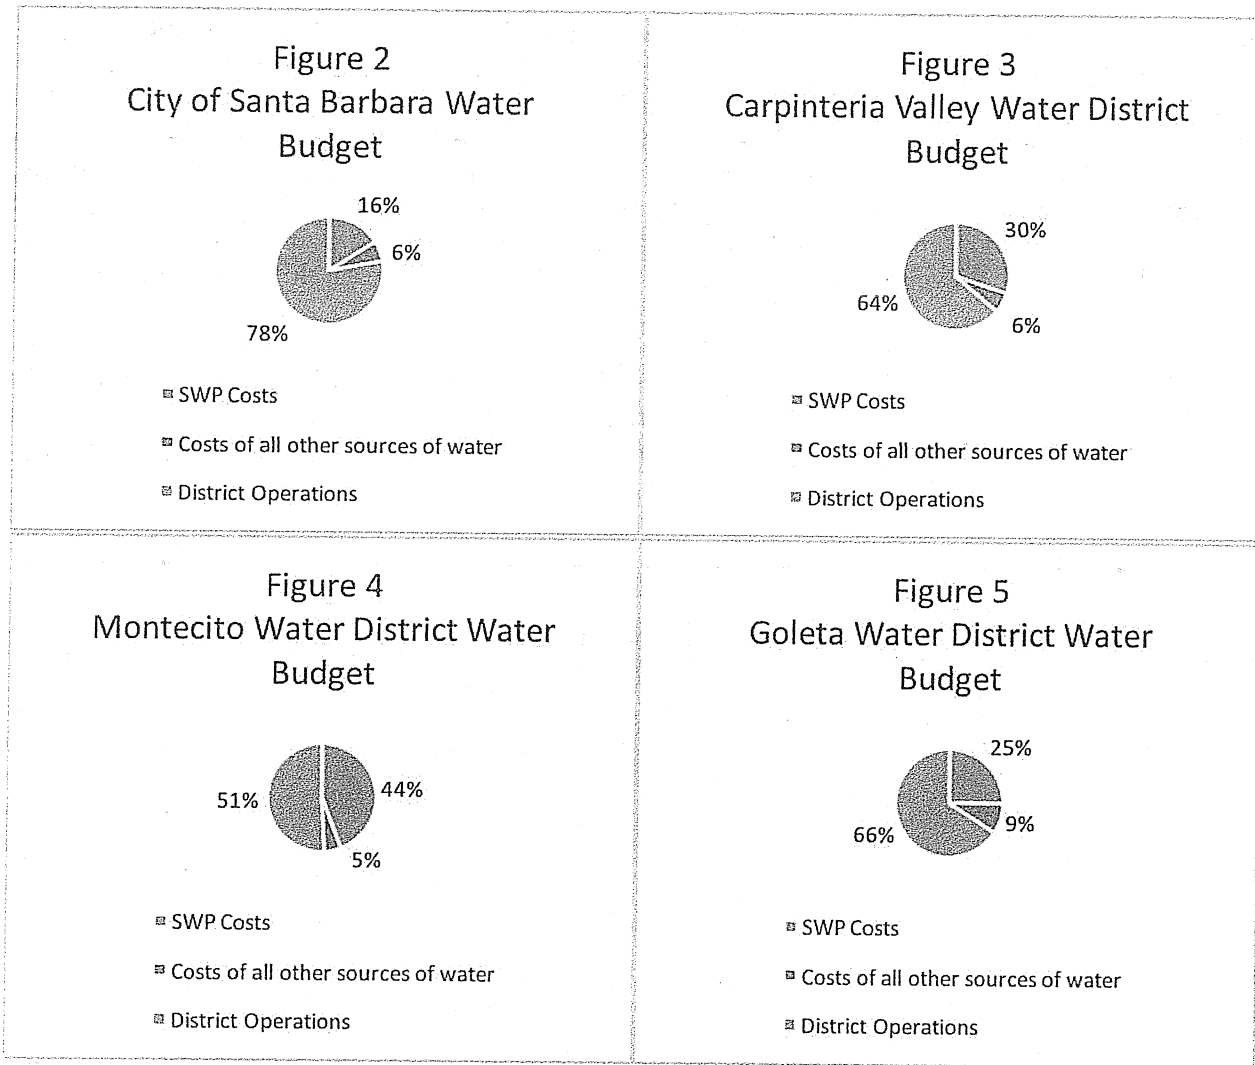 Figure 2
City of Santa Barbara Water
Budget
16%
6%
78%
SWP Costs
Costs of all other sources of water
District Operations
Figure 3
Carpinteria Valley Water District
Budget
30%
64%
6%
SWP Costs
Costs of all other sources of water
District Operations
Figure 4
Montecito Water District Water
Budget
51%
44%
5%
SWP Costs
Costs of all other sources of water
District Operations
Figure 5
Goleta Water District Water
Budget
25%
9%
66%
SWP Costs
Costs of all other sources of water
District Operations